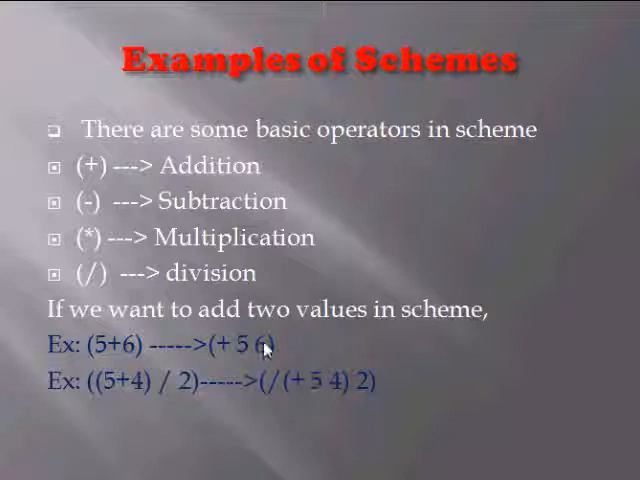 Examples of Schemes
There are some basic operators in scheme
(+) ---> Addition
(-) ---> Subtraction
(*) ---> Multiplication
(/) ---> division
If we want to add two values in scheme,
Ex: (5+6) ----->(+ 5 6)
Ex: ((5+4) / 2)----->(/(+ 5 4) 2)